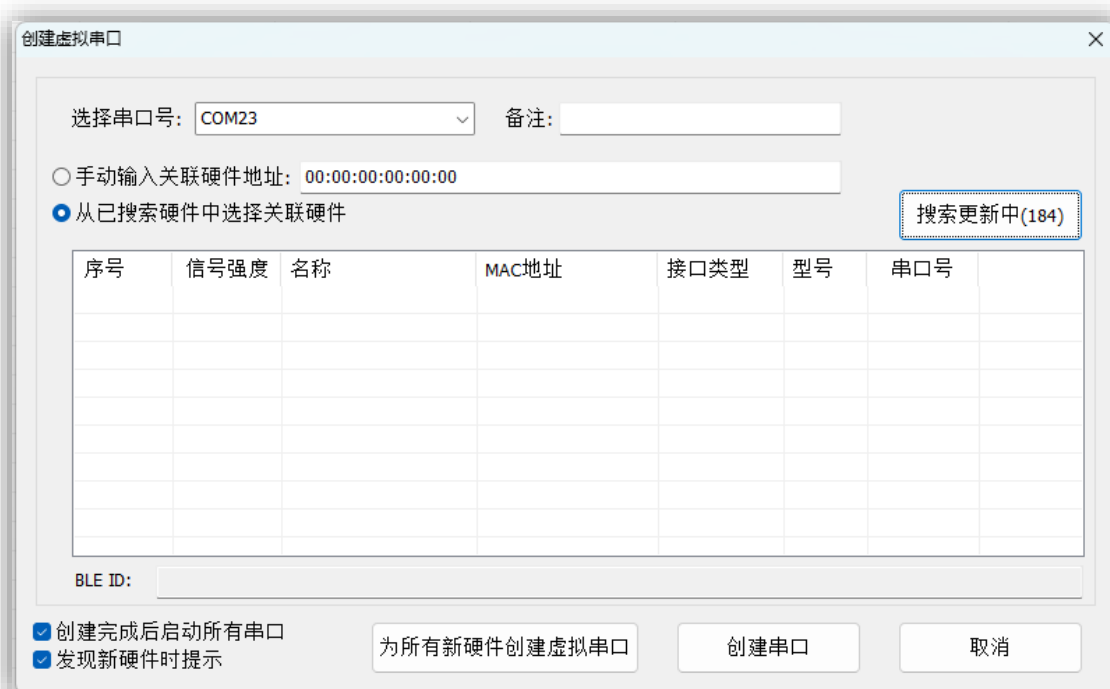 创建虚拟串口
选择串口号: COM23 备注:
手动输入关联硬件地址: 00:00:00:00:00:00
从已搜索硬件中选择关联硬件
搜索更新中(184)
序号 信号强度 名称 MAC地址 接口类型 型号 串口号
BLE ID:
创建完成后启动所有串口
发现新硬件时提示
为所有新硬件创建虚拟串口 创建串口 取消